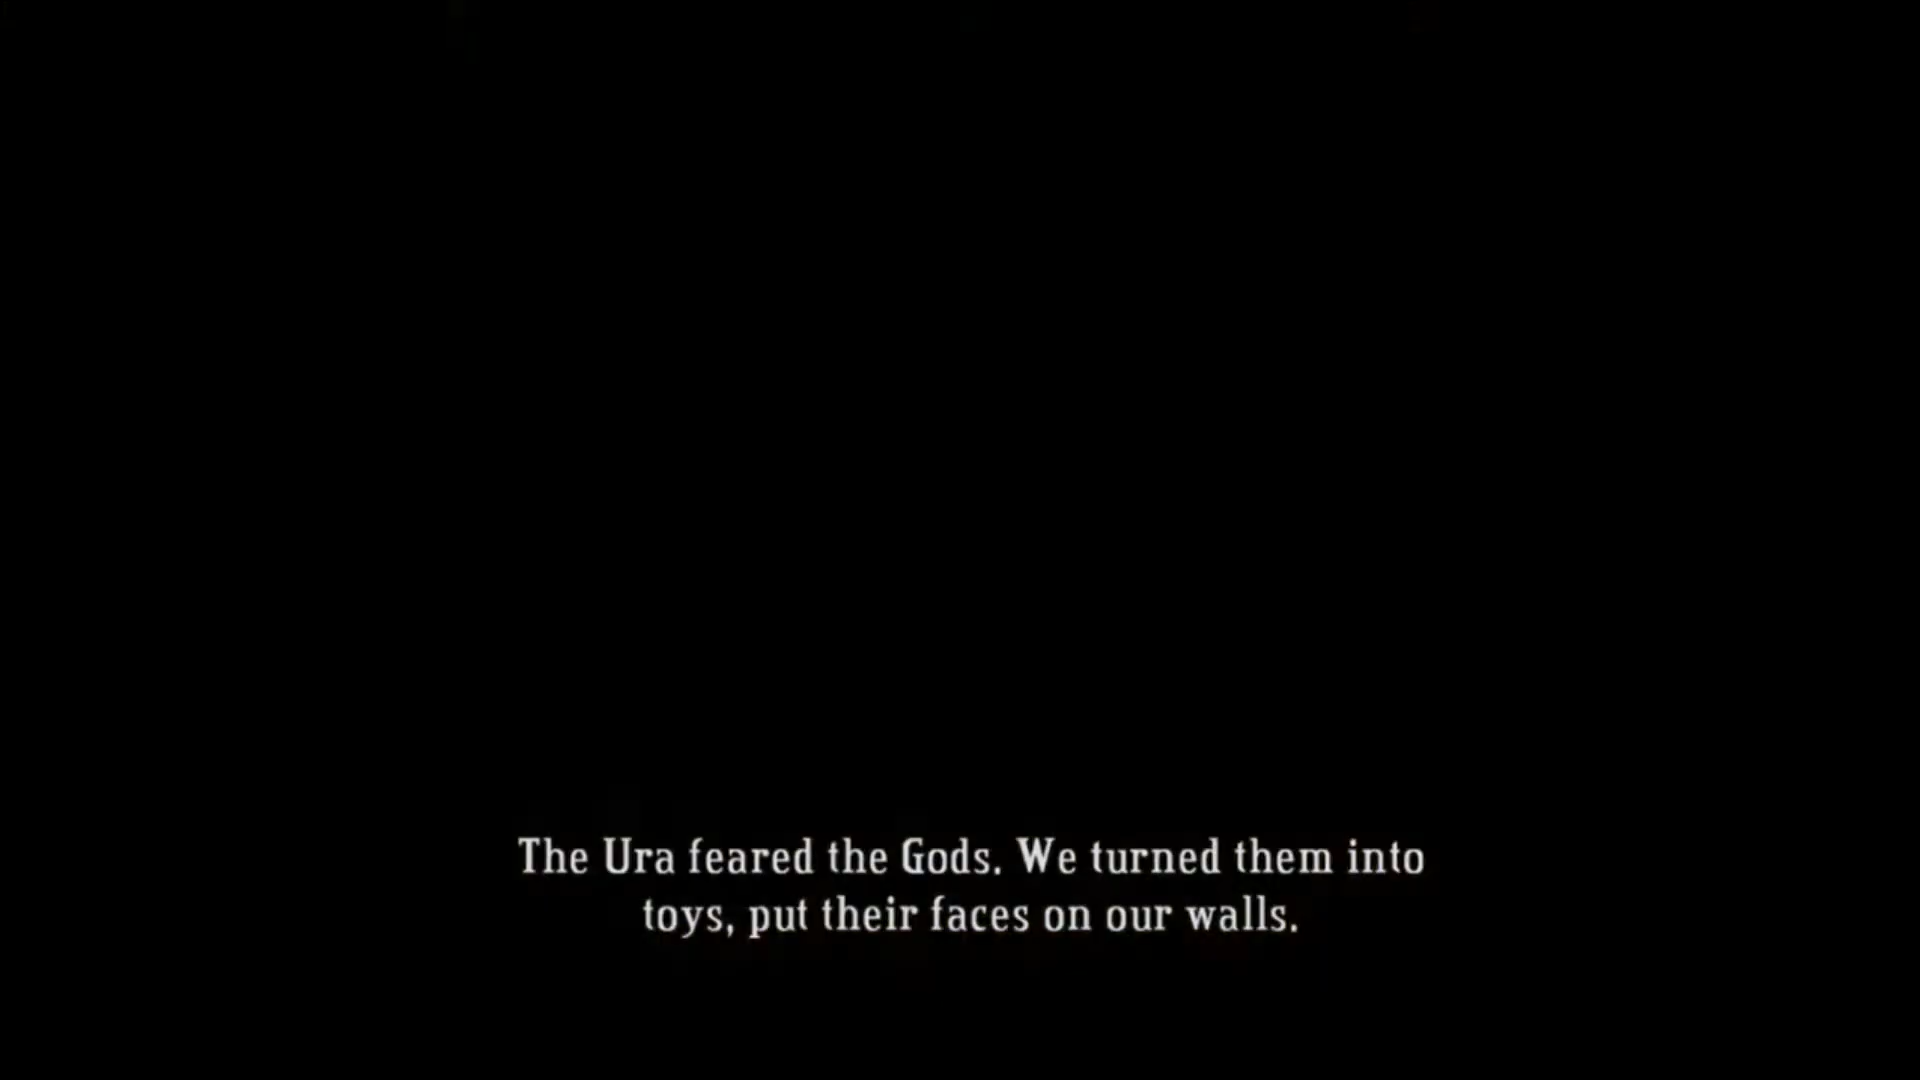 The Ura feared the Gods. We turned them into
toys, put their faces on our walls.